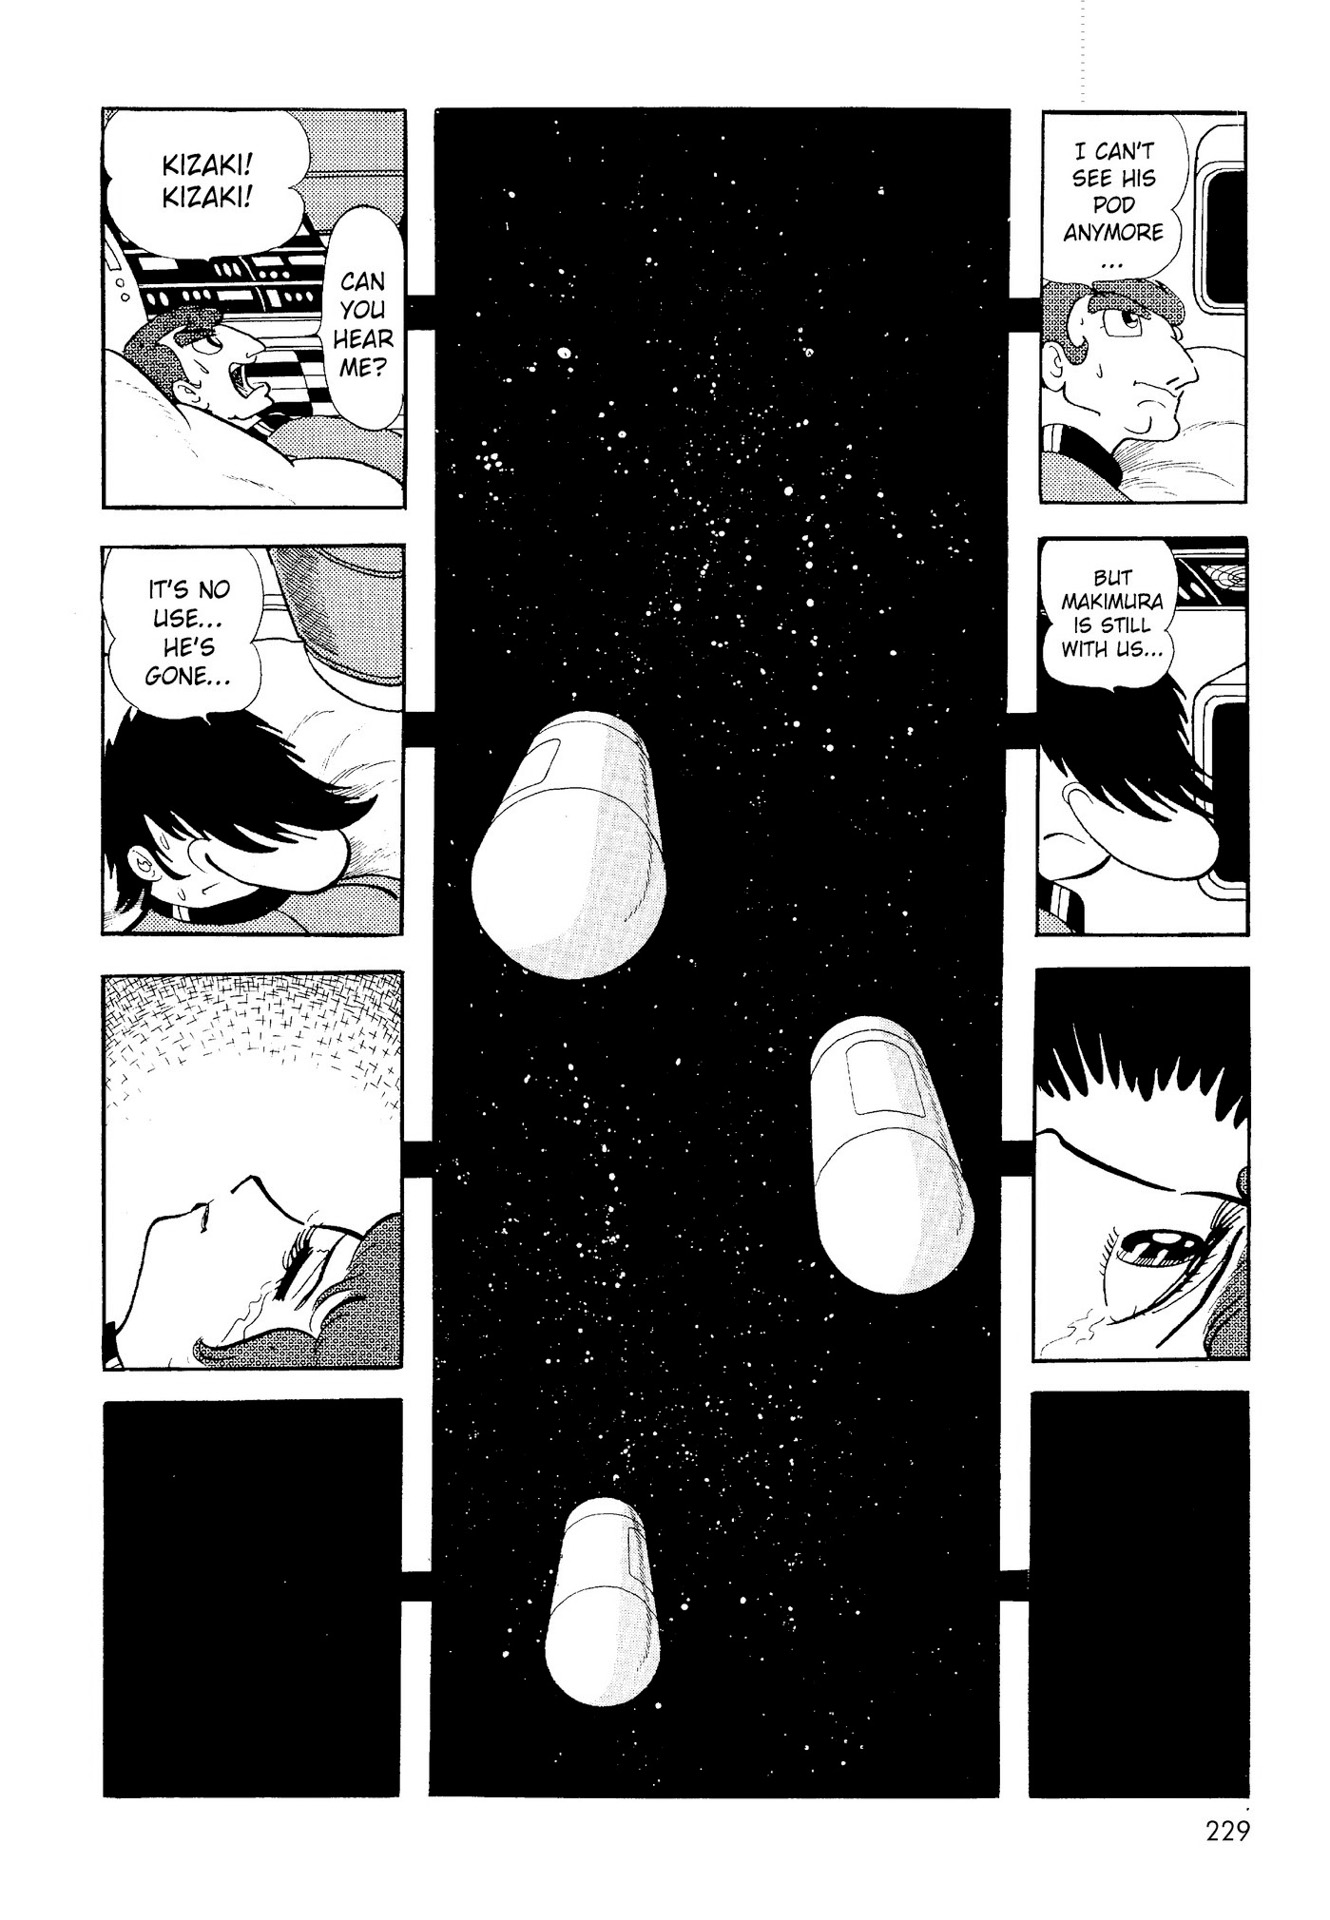 KIZAKI!
KIZAKI!
CAN
YOU
HEAR
ME?
I CAN'T
SEE HIS
POD
ANYMORE
...
IT'S NO
USE...
HE'S
GONE...
BUT
MAKIMURA
IS STILL
WITH US...
229